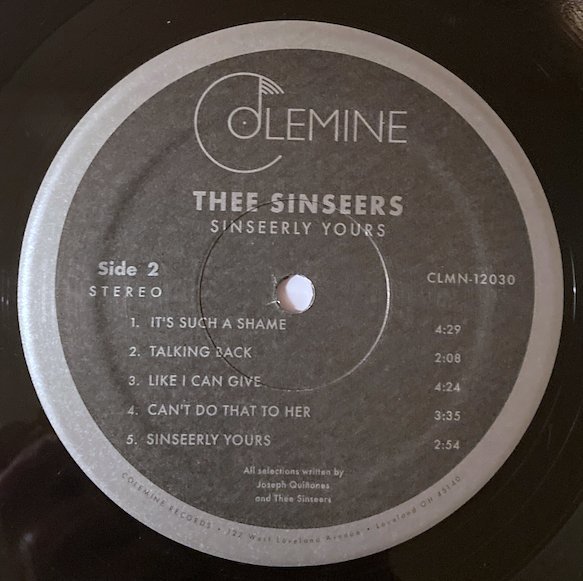 COLEMINE
THEE SINSEERS
SINSEERLY YOURS
Side 2
STEREO
CLMN-12030
1. IT'S SUCH A SHAME 4:29
2. TALKING BACK 2:08
3. LIKE I CAN GIVE 4:24
4. CAN'T DO THAT TO HER 3:35
5. SINSEERLY YOURS 2:54
All selections written by
Joseph Quiñones
and Thee Sinseers
COLEMINE RECORDS • 127 West Loveland Avenue • Loveland OH 45140